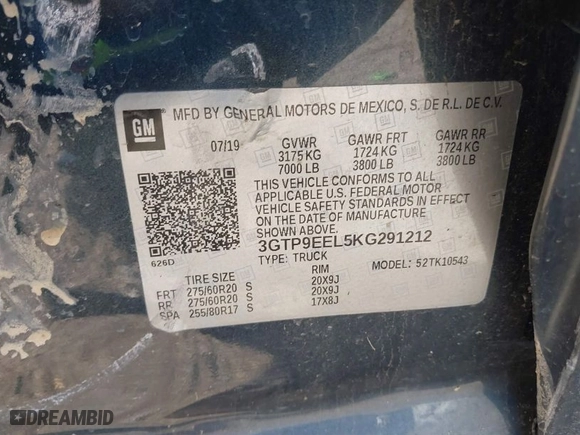 GM
MFD BY GENERAL MOTORS DE MEXICO, S. DE R.L. DE C.V.
07/19 GVWR GAWR FRT GAWR RR
3175 KG 1724 KG 1724 KG
7000 LB 3800 LB 3800 LB
THIS VEHICLE CONFORMS TO ALL
APPLICABLE U.S. FEDERAL MOTOR
VEHICLE SAFETY STANDARDS IN EFFECT
ON THE DATE OF MANUFACTURE
SHOWN ABOVE.
3GTP9EEL5KG291212
626D TYPE: TRUCK MODEL: 52TK10543
TIRE SIZE RIM
FRT 275/60R20 S 20X9J
RR 275/60R20 S 20X9J
SPA 255/80R17 S 17X8J
DREAMBID